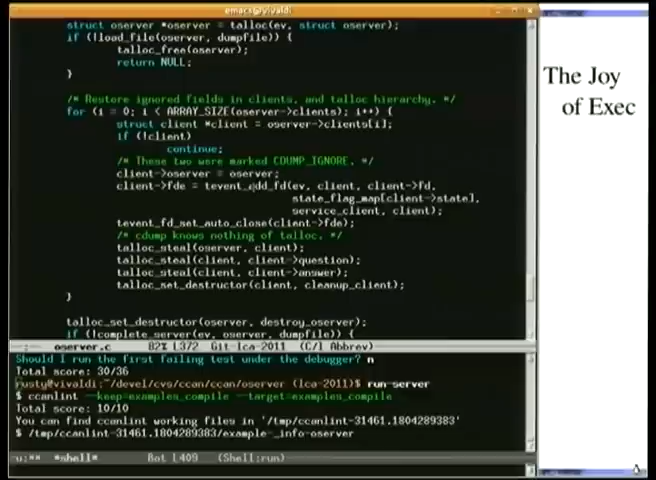 emacs@vivaldi
struct oserver *oserver = talloc(ev, struct oserver);
if (!load_file(oserver, dumpfile)) {
talloc_free(oserver);
return NULL;
}
/* Restore ignored fields in clients, and talloc hierarchy. */
for (i = 0; i < ARRAY_SIZE(oserver->clients); i++) {
struct client *client = oserver->clients[i];
if (!client)
continue;
/* These two were marked CDUMP_IGNORE. */
client->oserver = oserver;
client->fde = tevent_add_fd(ev, client, client->fd,
state_flag_map[client->state],
service_client, client);
tevent_fd_set_auto_close(client->fde);
/* cdump knows nothing of talloc. */
talloc_steal(oserver, client);
talloc_steal(client, client->question);
talloc_steal(client, client->answer);
talloc_set_destructor(client, cleanup_client);
}
talloc_set_destructor(oserver, destroy_oserver);
if (!complete_server(ev, oserver, dumpfile)) {
-:--- oserver.c 82% L372 Git-lca-2011 (C/l Abbrev)
Should I run the first failing test under the debugger? n
Total score: 30/36
rusty@vivaldi:~/devel/cvs/ccan/ccan/oserver (lca-2011)$ run-server
$ ccanlint --keep=examples_compile --target=examples_compile
Total score: 10/10
You can find ccanlint working files in '/tmp/ccanlint-31461.1804289383'
$ /tmp/ccanlint-31461.1804289383/example-_info-oserver
-u:** *shell* Bot L409 (Shell:run)
The Joy
of Exec